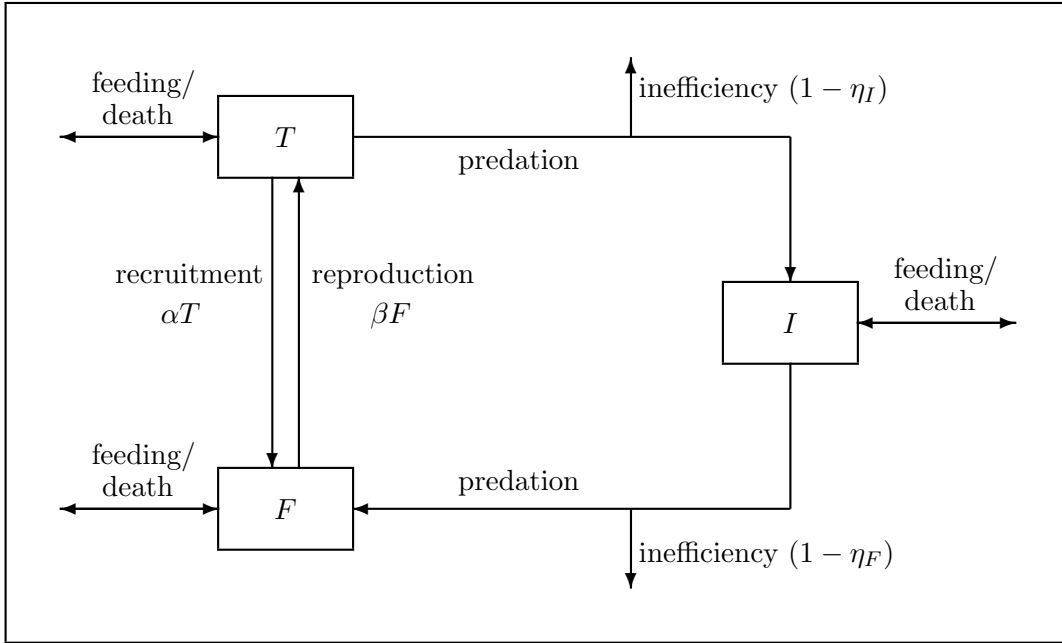 feeding/
death
T
inefficiency (1 − η_I)
predation
recruitment
αT
reproduction
βF
feeding/
death
I
feeding/
death
F
predation
inefficiency (1 − η_F)